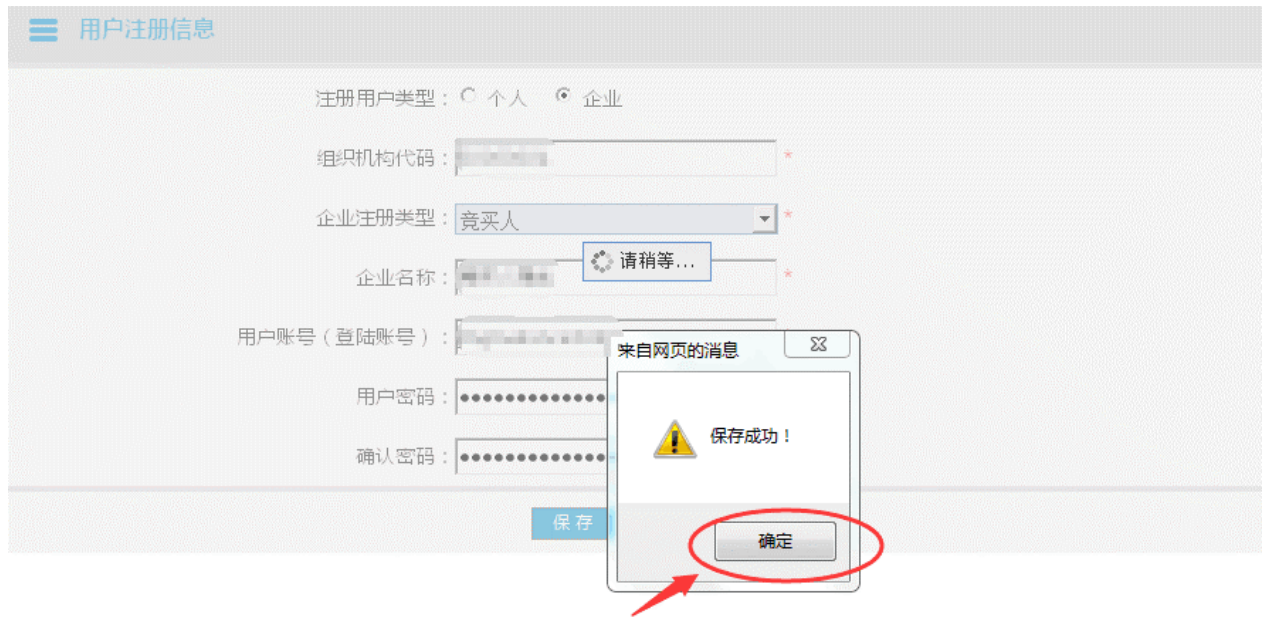 用户注册信息
注册用户类型： 个人 企业
组织机构代码： *
企业注册类型： 竞买人 *
请稍等...
企业名称： *
用户账号（登陆账号）：
来自网页的消息
用户密码： ●●●●●●●●●●●●●
保存成功！
确认密码： ●●●●●●●●●●●●●
保存
确定